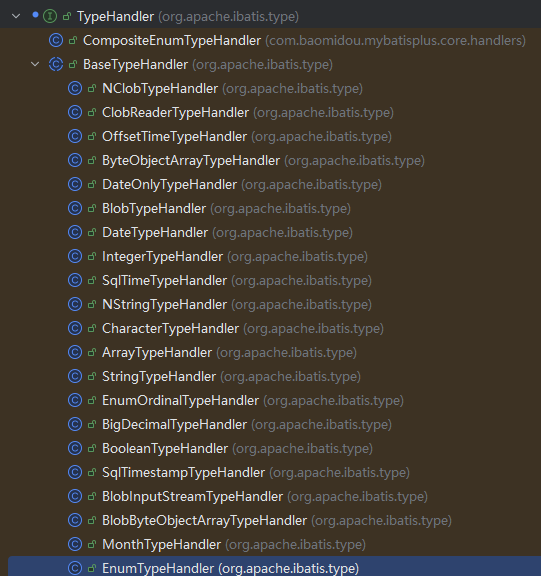 TypeHandler (org.apache.ibatis.type)
CompositeEnumTypeHandler (com.baomidou.mybatisplus.core.handlers)
BaseTypeHandler (org.apache.ibatis.type)
NClobTypeHandler (org.apache.ibatis.type)
ClobReaderTypeHandler (org.apache.ibatis.type)
OffsetTimeTypeHandler (org.apache.ibatis.type)
ByteObjectArrayTypeHandler (org.apache.ibatis.type)
DateOnlyTypeHandler (org.apache.ibatis.type)
BlobTypeHandler (org.apache.ibatis.type)
DateTypeHandler (org.apache.ibatis.type)
IntegerTypeHandler (org.apache.ibatis.type)
SqlTimeTypeHandler (org.apache.ibatis.type)
NStringTypeHandler (org.apache.ibatis.type)
CharacterTypeHandler (org.apache.ibatis.type)
ArrayTypeHandler (org.apache.ibatis.type)
StringTypeHandler (org.apache.ibatis.type)
EnumOrdinalTypeHandler (org.apache.ibatis.type)
BigDecimalTypeHandler (org.apache.ibatis.type)
BooleanTypeHandler (org.apache.ibatis.type)
SqlTimestampTypeHandler (org.apache.ibatis.type)
BlobInputStreamTypeHandler (org.apache.ibatis.type)
BlobByteObjectArrayTypeHandler (org.apache.ibatis.type)
MonthTypeHandler (org.apache.ibatis.type)
EnumTypeHandler (org.apache.ibatis.type)